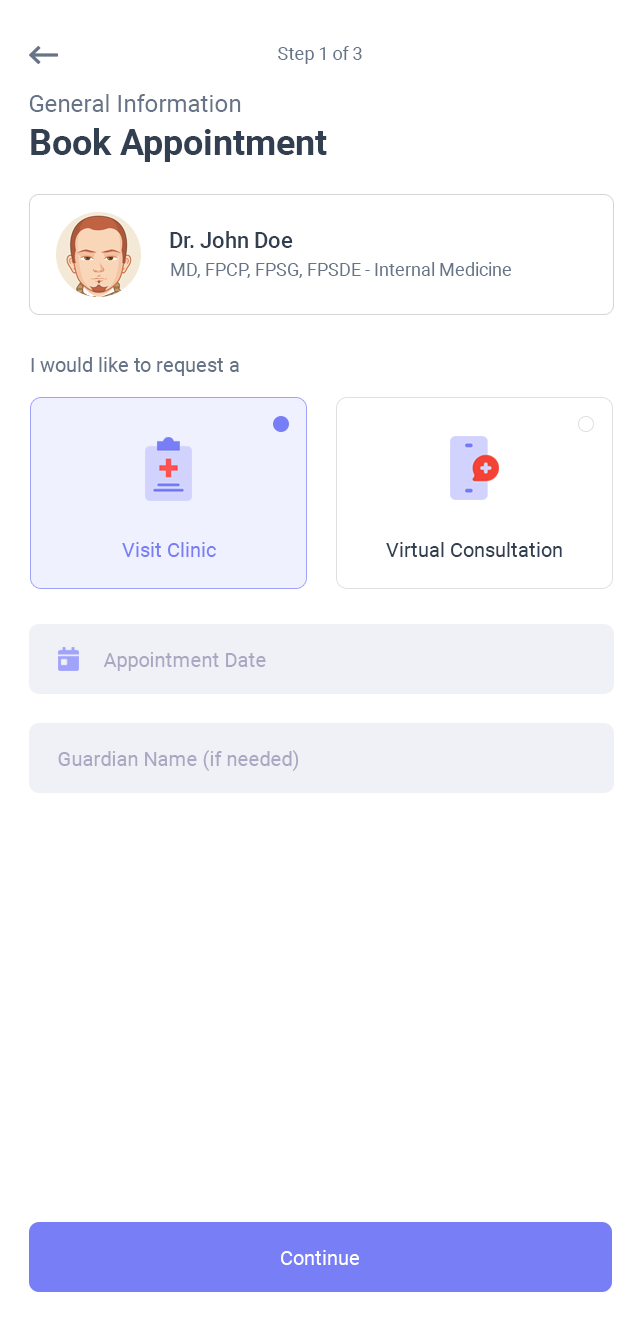 Step 1 of 3
General Information
Book Appointment
Dr. John Doe
MD, FPCP, FPSG, FPSDE - Internal Medicine
I would like to request a
Visit Clinic
Virtual Consultation
Appointment Date
Guardian Name (if needed)
Continue